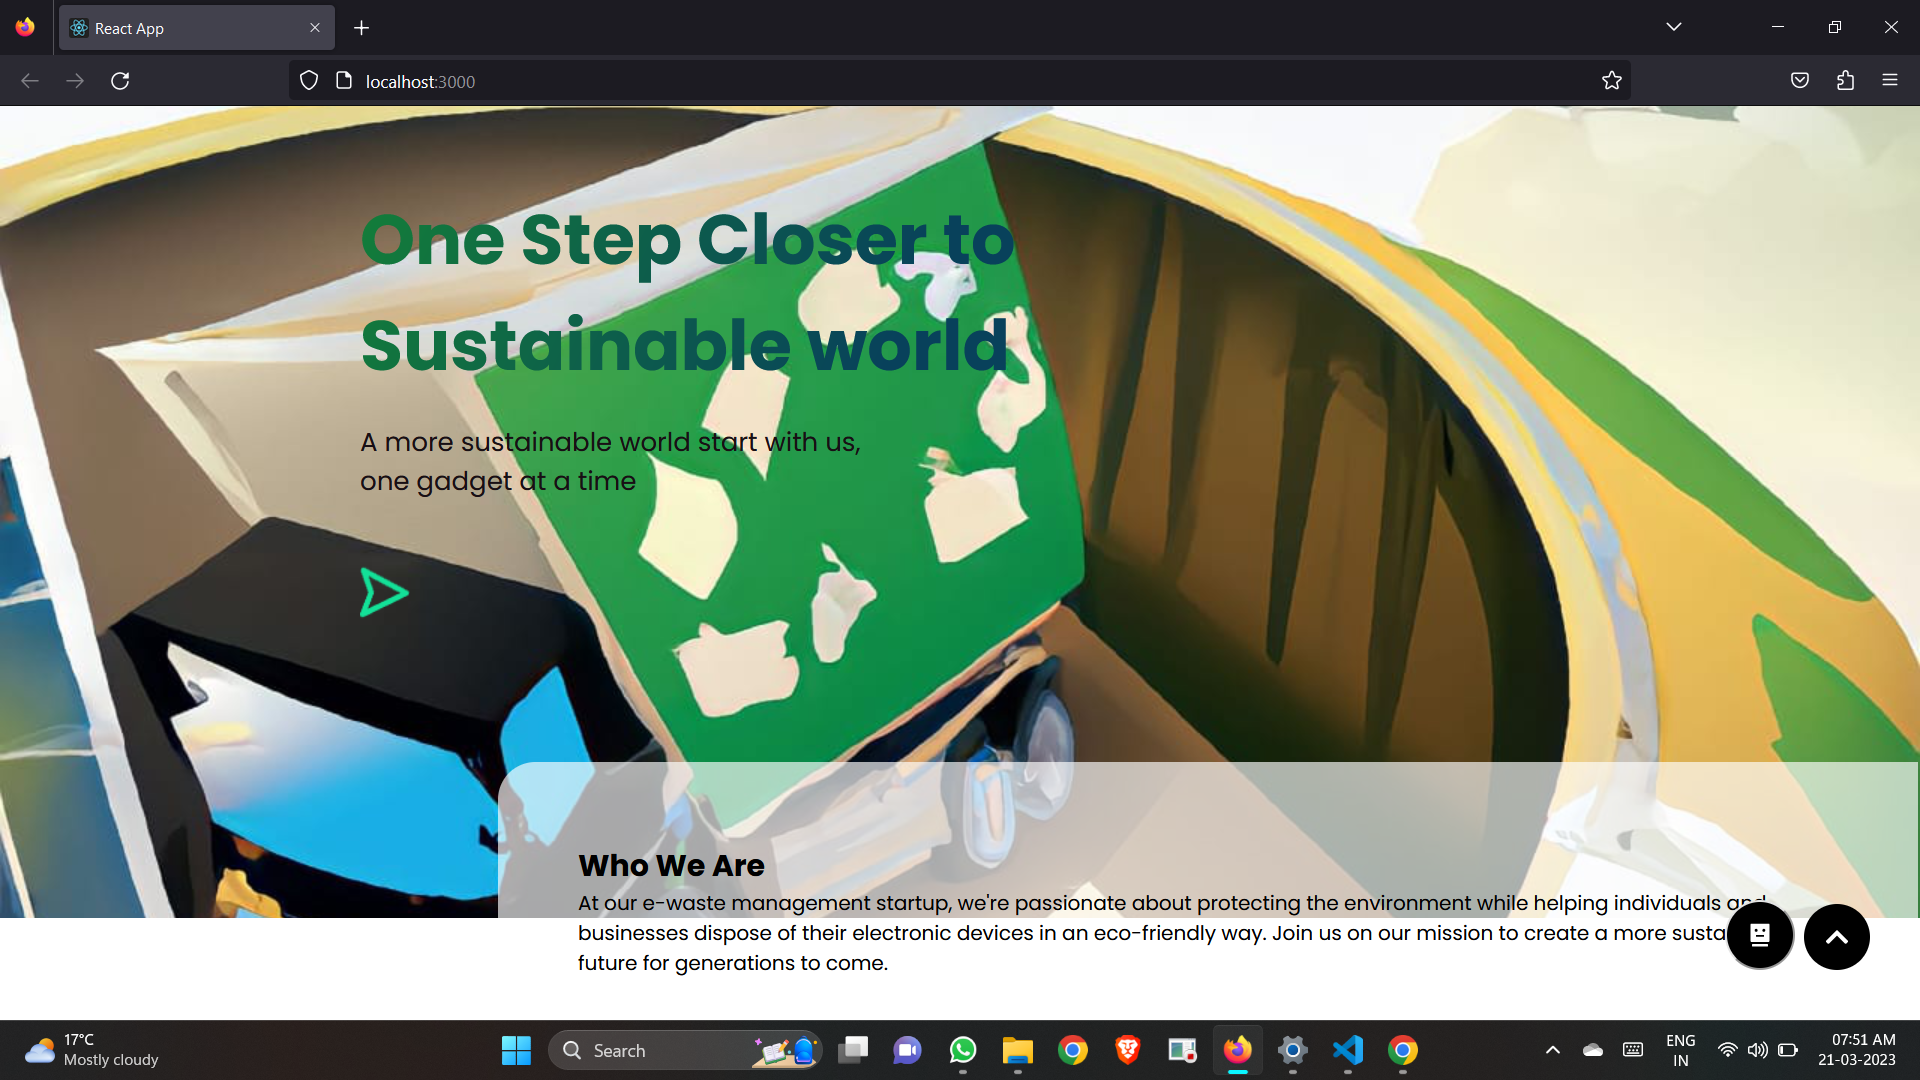 React App
localhost:3000
One Step Closer to
Sustainable world
A more sustainable world start with us,
one gadget at a time
Who We Are
At our e-waste management startup, we're passionate about protecting the environment while helping individuals and
businesses dispose of their electronic devices in an eco-friendly way. Join us on our mission to create a more
future for generations to come.
17°C
Mostly cloudy
Search
ENG
IN
07:51 AM
21-03-2023